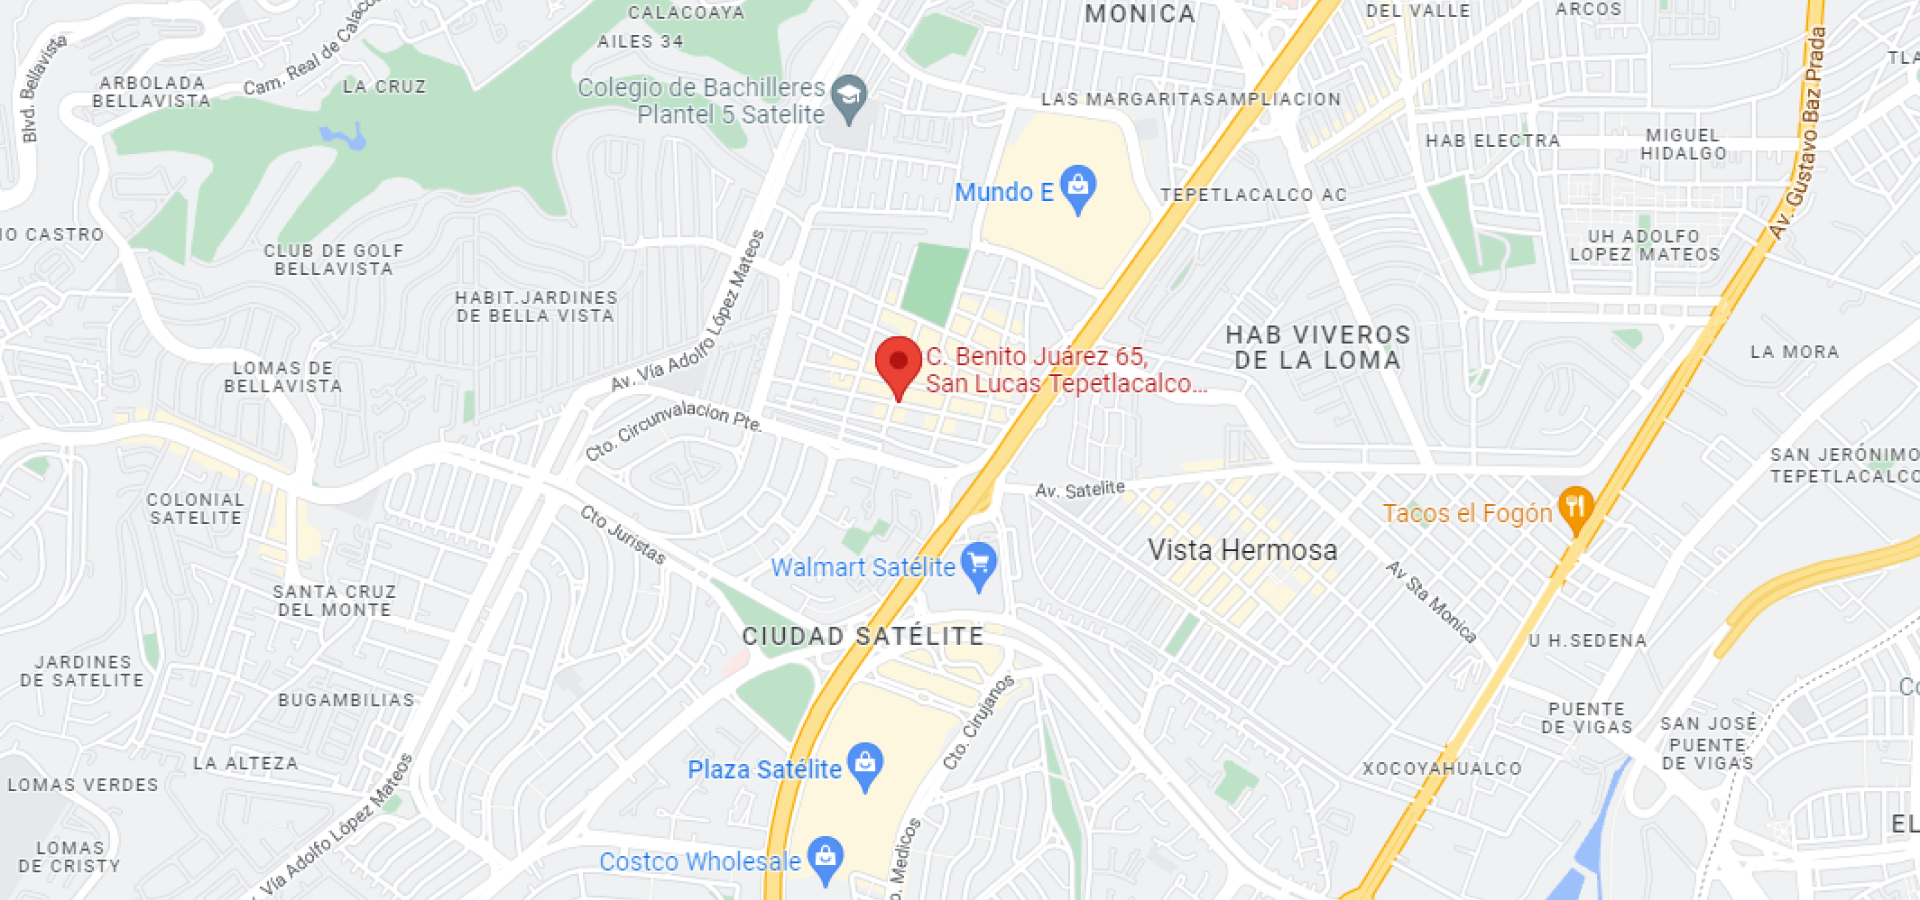 CALACOAYA
MONICA
DEL VALLE
ARCOS
AILES 34
Blvd. Bellavista
Cam. Real de Calaco
ARBOLADA
BELLAVISTA
LA CRUZ
Colegio de Bachilleres
Plantel 5 Satelite
LAS MARGARITASAMPLIACION
Av. Gustavo Baz Prada
TLA
HAB ELECTRA
MIGUEL
HIDALGO
Mundo E
TEPETLACALCO AC
IO CASTRO
CLUB DE GOLF
BELLAVISTA
UH ADOLFO
LOPEZ MATEOS
HABIT.JARDINES
DE BELLA VISTA
Av. Vía Adolfo López Mateos
HAB VIVEROS
DE LA LOMA
LA MORA
C. Benito Juárez 65,
San Lucas Tepetlacalco...
LOMAS DE
BELLAVISTA
Cto. Circunvalacion Pte.
SAN JERÓNIMO
TEPETLACALCO
Av. Satelite
COLONIAL
SATELITE
Cto Juristas
Tacos el Fogón
Vista Hermosa
Walmart Satélite
Av Sta Monica
SANTA CRUZ
DEL MONTE
CIUDAD SATÉLITE
U H.SEDENA
JARDINES
DE SATELITE
BUGAMBILIAS
Cto. Cirujanos
PUENTE
DE VIGAS
SAN JOSÉ
PUENTE
DE VIGAS
Co
LA ALTEZA
Plaza Satélite
XOCOYAHUALCO
LOMAS VERDES
Vía Adolfo López Mateos
EL
LOMAS
DE CRISTY
Costco Wholesale
o. Medicos